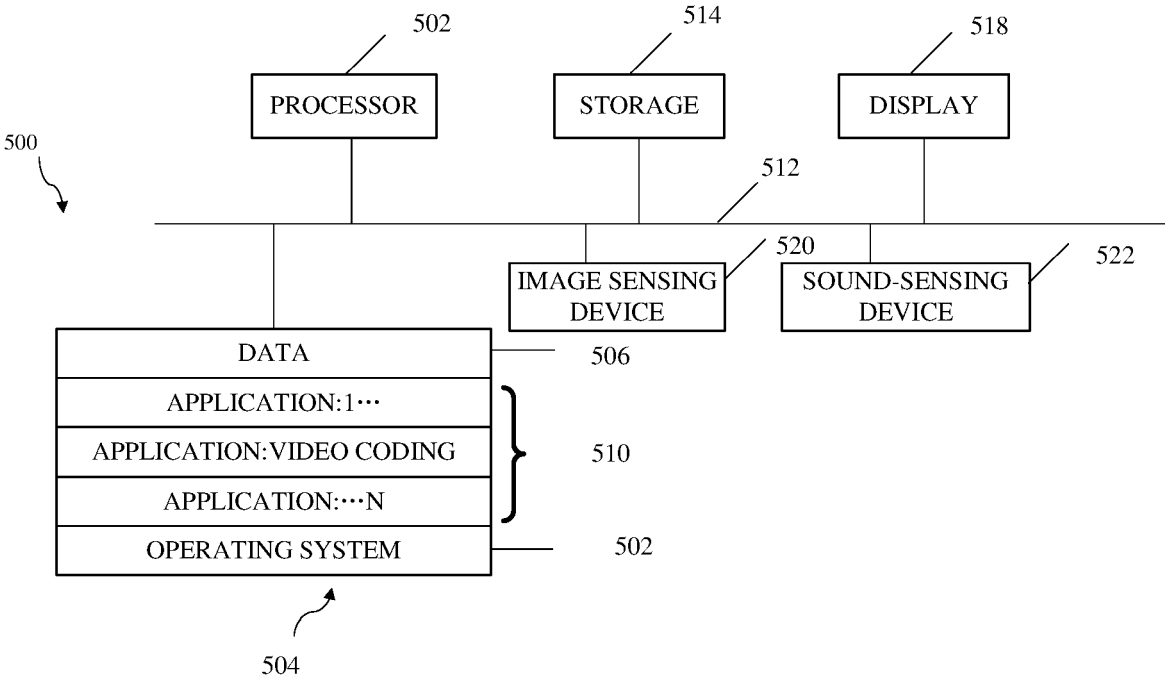 502
514
518
PROCESSOR
STORAGE
DISPLAY
500
512
520
522
IMAGE SENSING
DEVICE
SOUND-SENSING
DEVICE
DATA
506
APPLICATION:1···
APPLICATION:VIDEO CODING
510
APPLICATION:···N
OPERATING SYSTEM
502
504